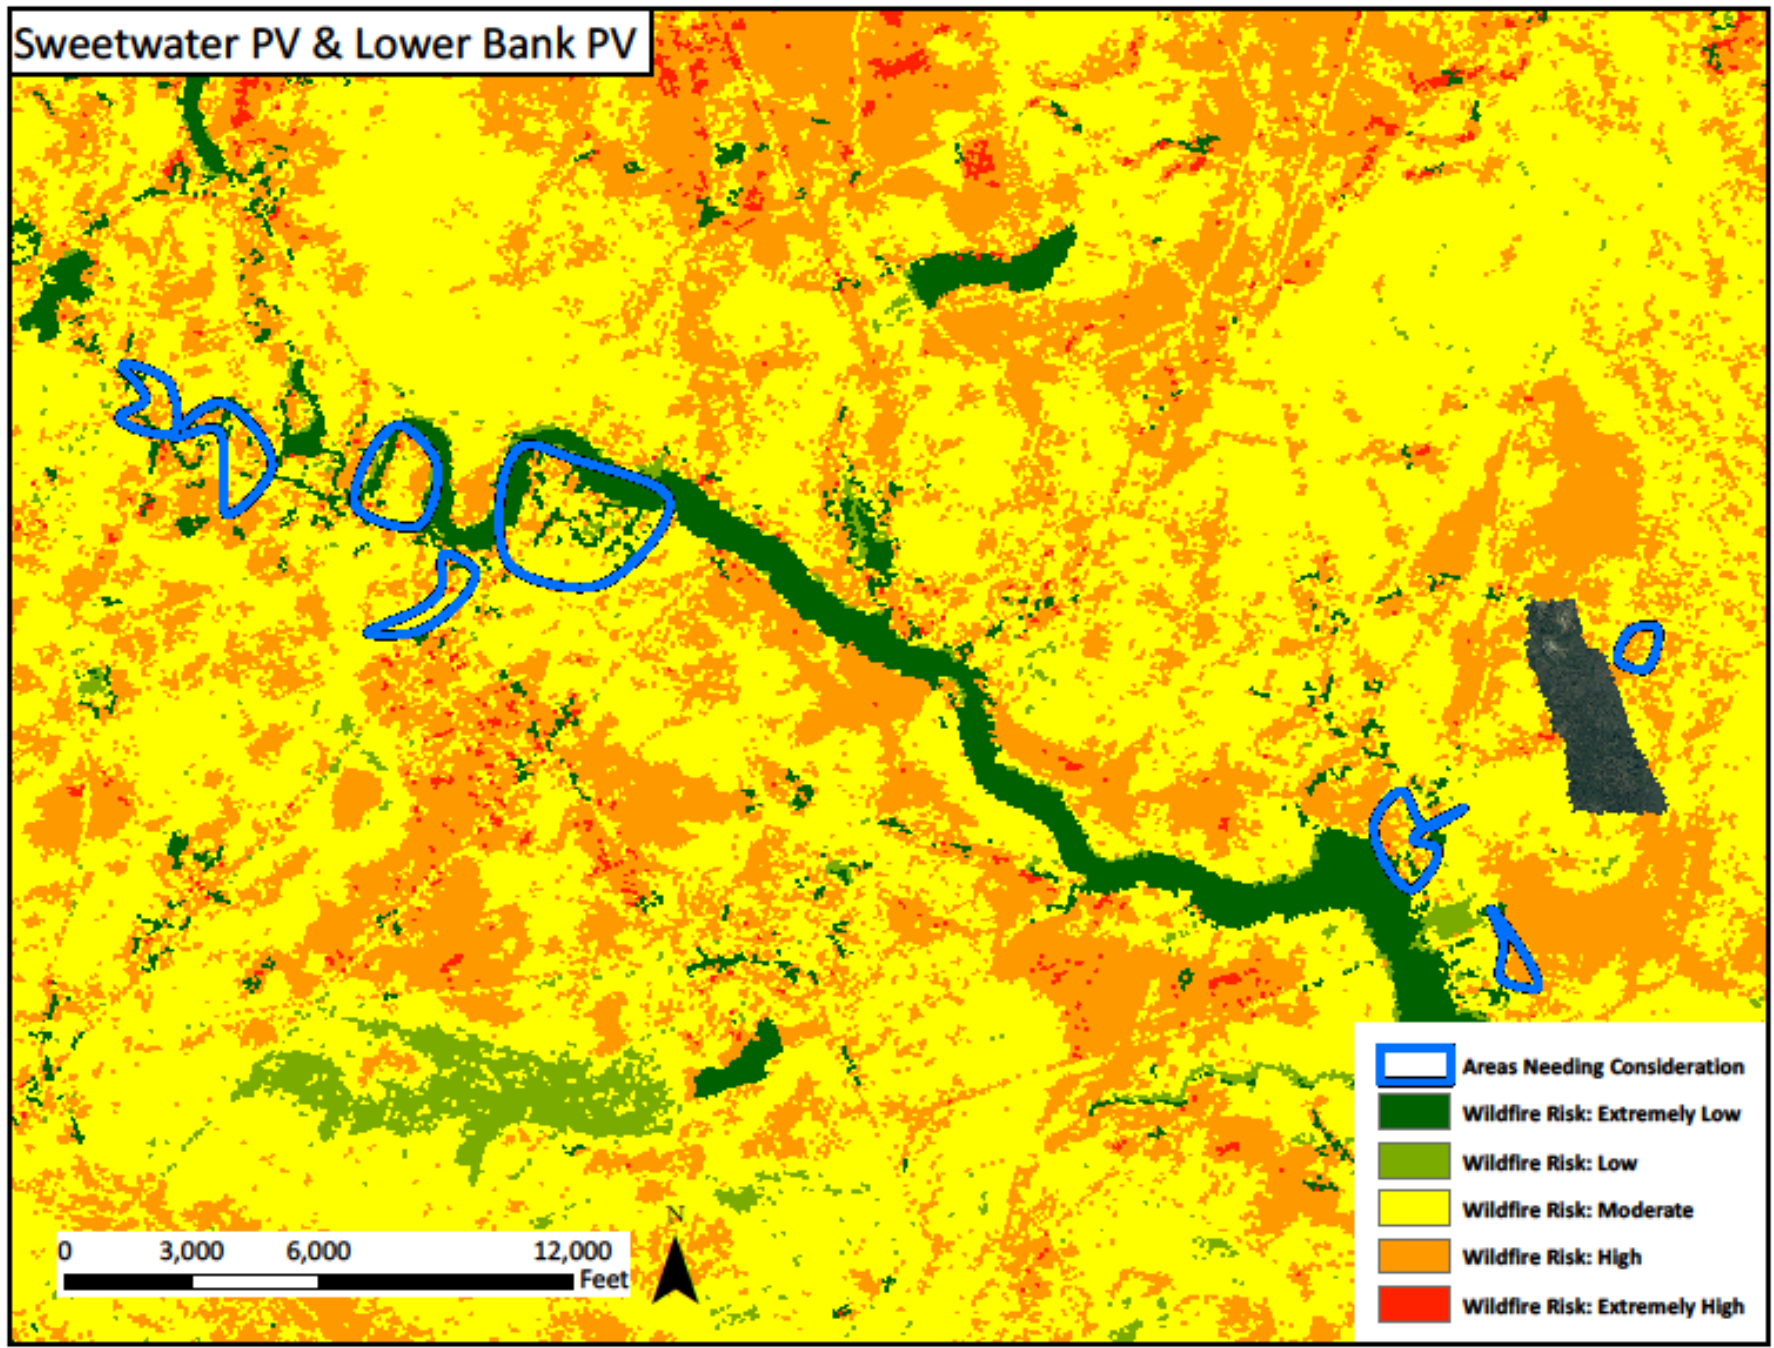 Sweetwater PV & Lower Bank PV
Areas Needing Consideration
Wildfire Risk: Extremely Low
Wildfire Risk: Low
Wildfire Risk: Moderate
Wildfire Risk: High
Wildfire Risk: Extremely High
N
0 3,000 6,000 12,000
Feet